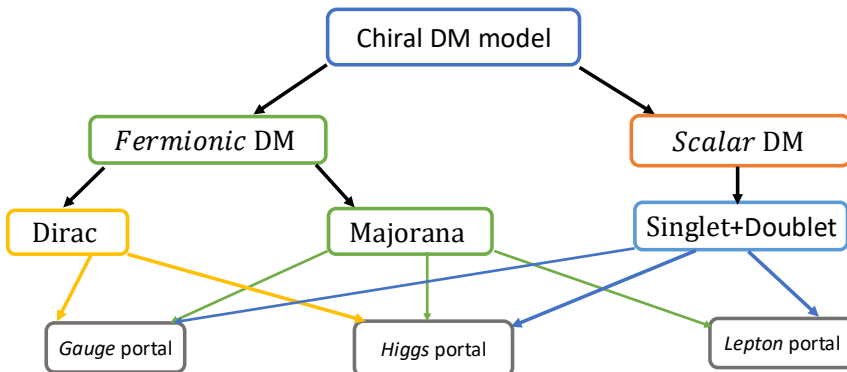 Chiral DM model
Fermionic DM
Scalar DM
Dirac
Majorana
Singlet+Doublet
Gauge portal
Higgs portal
Lepton portal